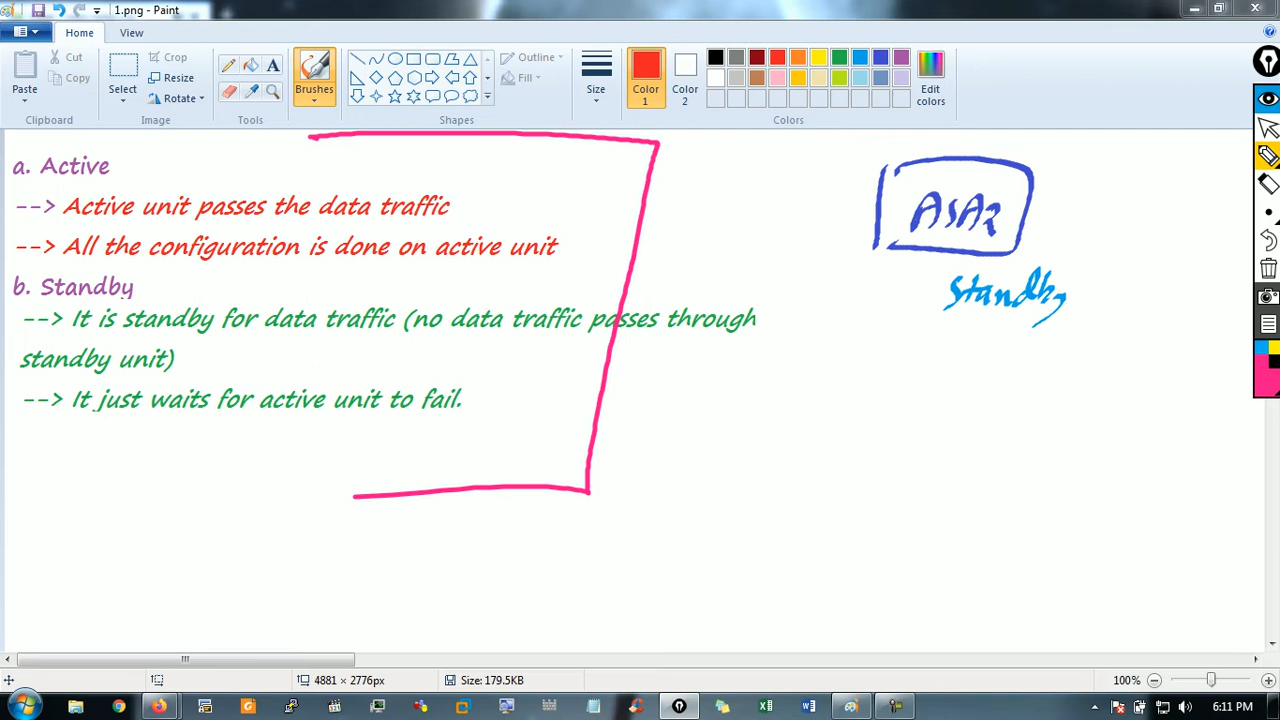 1.png - Paint
Home
View
Paste
Cut
Copy
Clipboard
Select
Crop
Resize
Rotate
Image
Tools
Brushes
Shapes
Outline
Fill
Size
Color 1
Color 2
Edit colors
Colors
a. Active
--> Active unit passes the data traffic
--> All the configuration is done on active unit
b. Standby
--> It is standby for data traffic (no data traffic passes through
standby unit)
--> It just waits for active unit to fail.
ASA2
Standby
4881 × 2776px
Size: 179.5KB
100%
6:11 PM